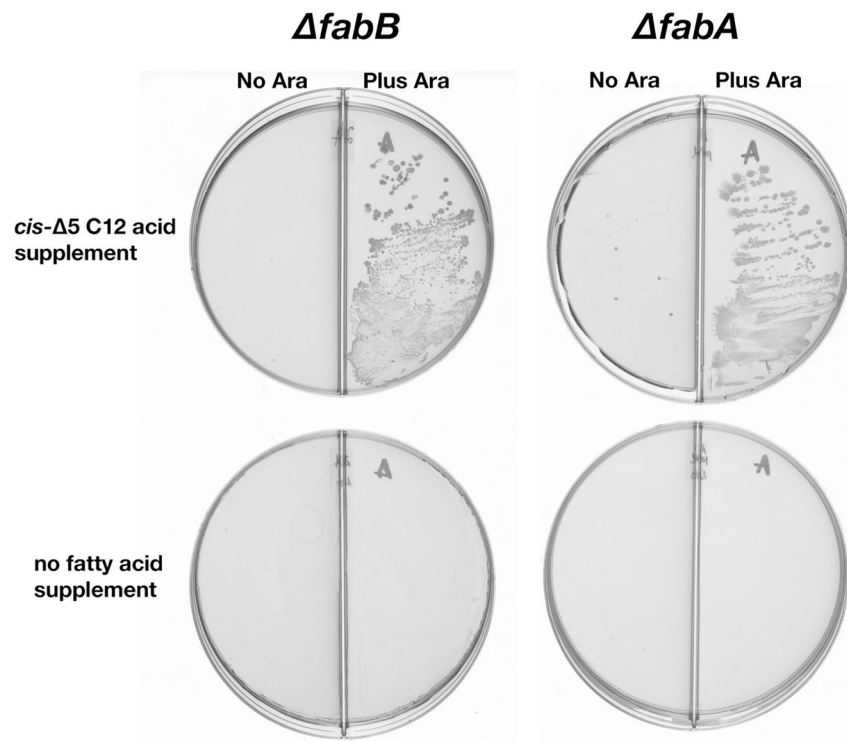 ΔfabB
ΔfabA
No Ara
Plus Ara
No Ara
Plus Ara
cis-Δ5 C12 acid
supplement
A
A
no fatty acid
supplement
A
A